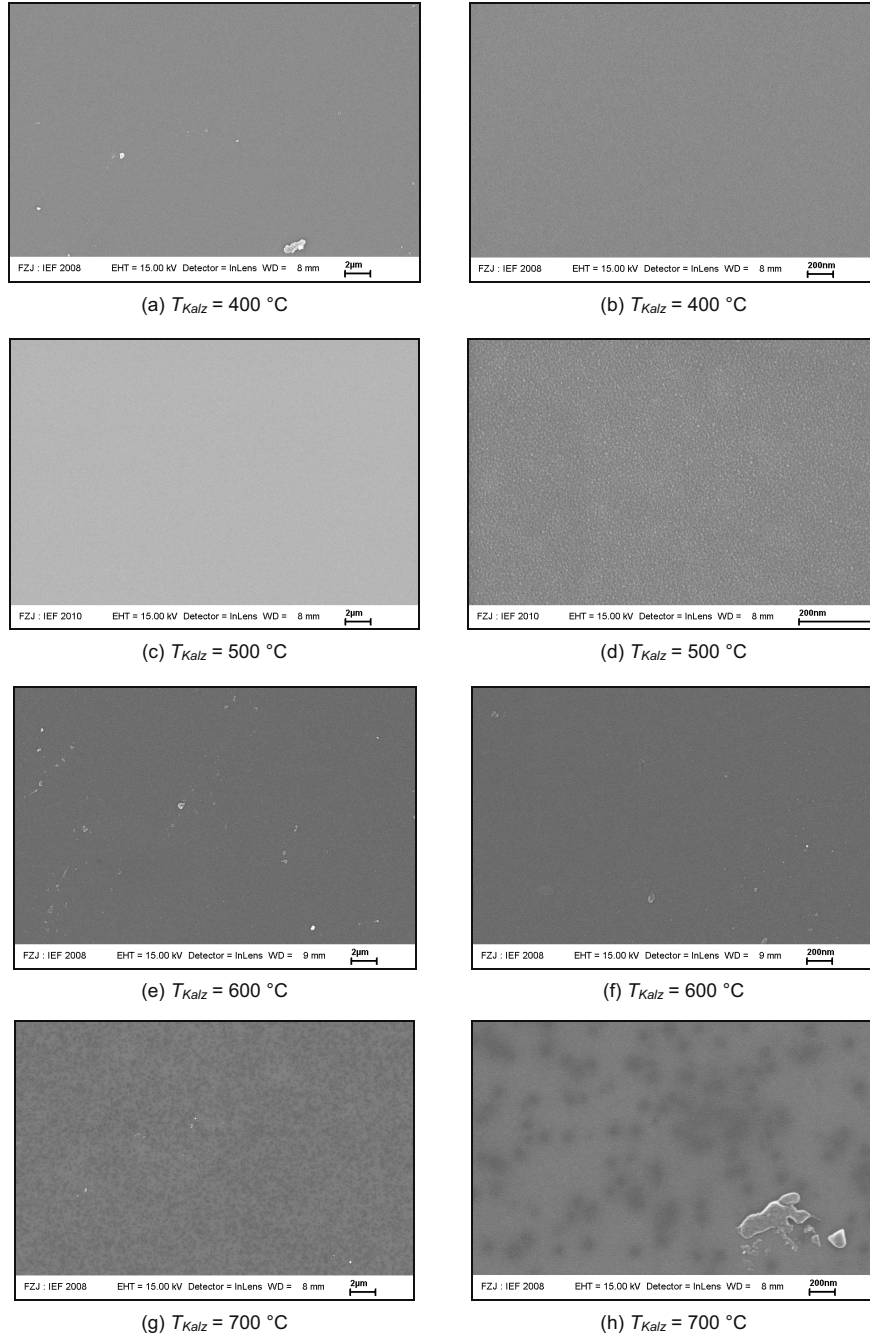 FZJ : IEF 2008 EHT = 15.00 kV Detector = InLens WD = 8 mm 2µm
FZJ : IEF 2008 EHT = 15.00 kV Detector = InLens WD = 8 mm 200nm
(a) T_Kalz = 400 °C
(b) T_Kalz = 400 °C
FZJ : IEF 2010 EHT = 15.00 kV Detector = InLens WD = 8 mm 2µm
FZJ : IEF 2010 EHT = 15.00 kV Detector = InLens WD = 8 mm 200nm
(c) T_Kalz = 500 °C
(d) T_Kalz = 500 °C
FZJ : IEF 2008 EHT = 15.00 kV Detector = InLens WD = 9 mm 2µm
FZJ : IEF 2008 EHT = 15.00 kV Detector = InLens WD = 9 mm 200nm
(e) T_Kalz = 600 °C
(f) T_Kalz = 600 °C
FZJ : IEF 2008 EHT = 15.00 kV Detector = InLens WD = 8 mm 2µm
FZJ : IEF 2008 EHT = 15.00 kV Detector = InLens WD = 8 mm 200nm
(g) T_Kalz = 700 °C
(h) T_Kalz = 700 °C